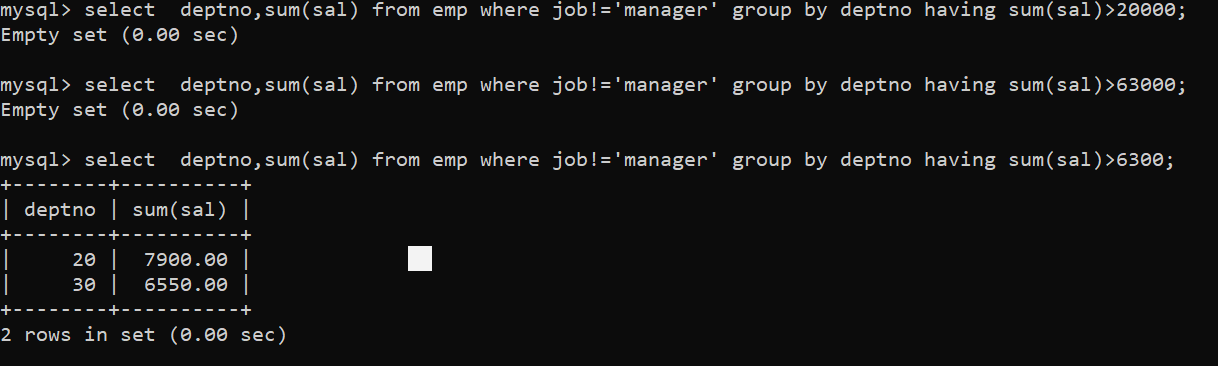 mysql> select  deptno,sum(sal) from emp where job!='manager' group by deptno having sum(sal)>20000;
Empty set (0.00 sec)
mysql> select  deptno,sum(sal) from emp where job!='manager' group by deptno having sum(sal)>63000;
Empty set (0.00 sec)
mysql> select  deptno,sum(sal) from emp where job!='manager' group by deptno having sum(sal)>6300;
+--------+----------+
| deptno | sum(sal) |
+--------+----------+
|     20 |  7900.00 |
|     30 |  6550.00 |
+--------+----------+
2 rows in set (0.00 sec)